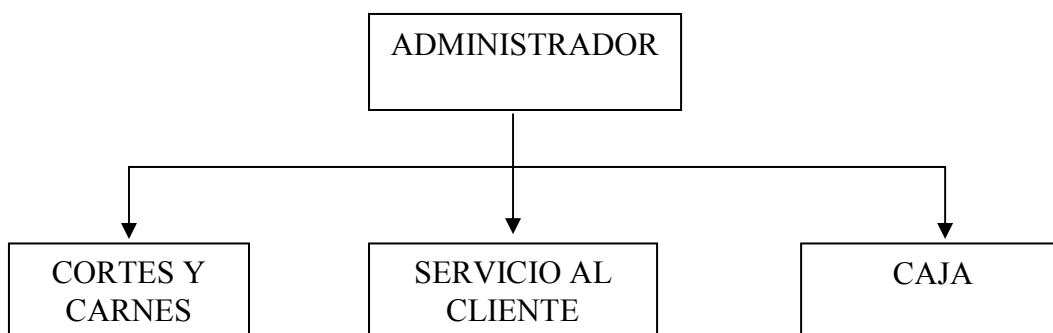 ADMINISTRADOR
CORTES Y
CARNES
SERVICIO AL
CLIENTE
CAJA